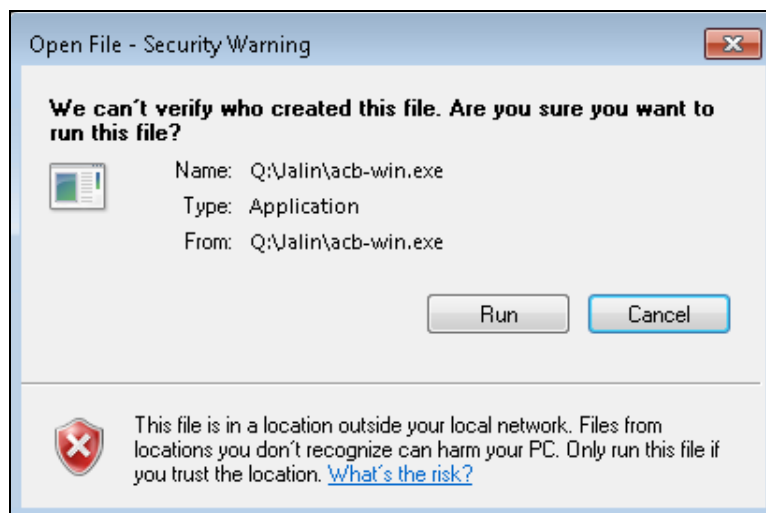 Open File - Security Warning
We can´t verify who created this file. Are you sure you want to
run this file?
Name: Q:\Jalin\acb-win.exe
Type: Application
From: Q:\Jalin\acb-win.exe
Run Cancel
This file is in a location outside your local network. Files from
locations you don´t recognize can harm your PC. Only run this file if
you trust the location. What´s the risk?